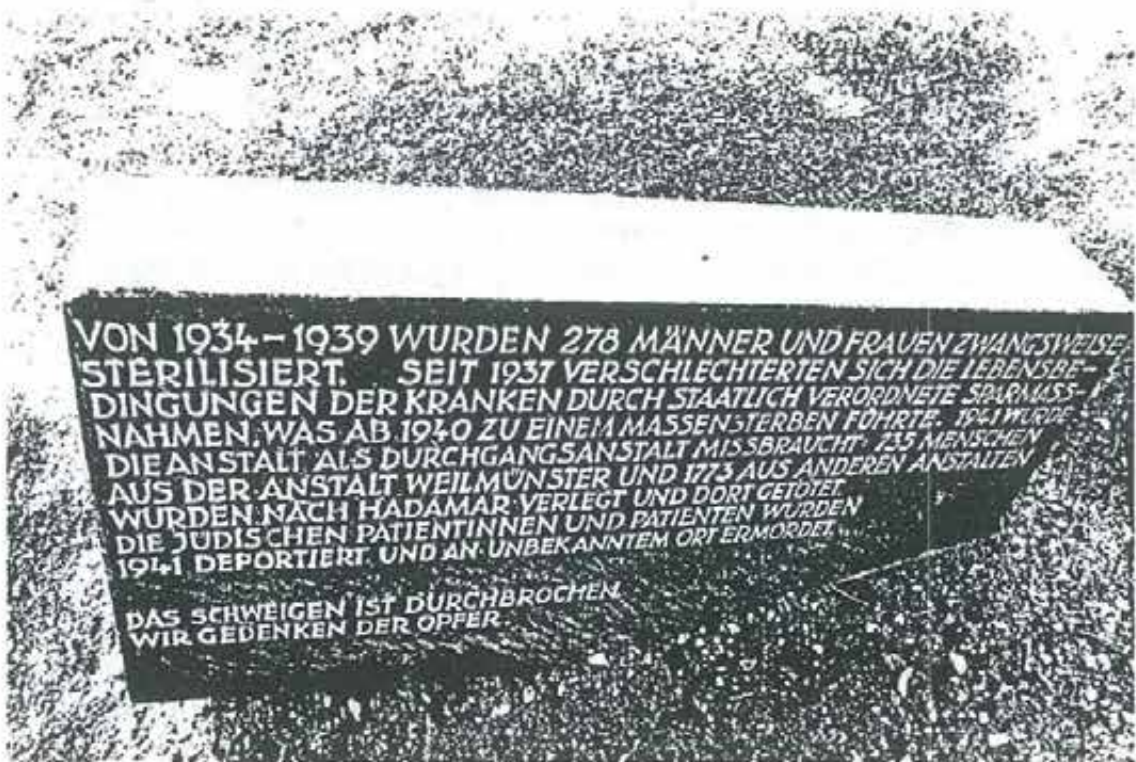 VON 1934-1939 WURDEN 278 MÄNNER UND FRAUEN ZWANGSWEISE
STERILISIERT. SEIT 1937 VERSCHLECHTERTEN SICH DIE LEBENSBE-
DINGUNGEN DER KRANKEN DURCH STAATLICH VERORDNETE SPARMASS-
NAHMEN, WAS AB 1940 ZU EINEM MASSENSTERBEN FÜHRTE. 1941 WURDE
DIE ANSTALT ALS DURCHGANGSANSTALT MISSBRAUCHT: 235 MENSCHEN
AUS DER ANSTALT WEILMÜNSTER UND 1773 AUS ANDEREN ANSTALTEN
WURDEN NACH HADAMAR VERLEGT UND DORT GETÖTET.
DIE JÜDISCHEN PATIENTINNEN UND PATIENTEN WURDEN
1941 DEPORTIERT UND AN UNBEKANNTEM ORT ERMORDET.
DAS SCHWEIGEN IST DURCHBROCHEN.
WIR GEDENKEN DER OPFER.